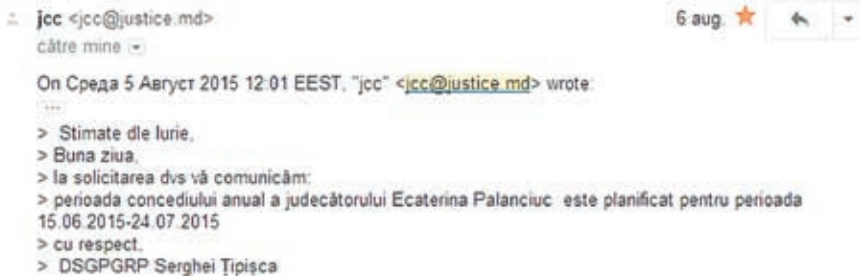 jcc <jcc@justice.md> 6 aug.
către mine
On Среда 5 Август 2015 12:01 EEST, "jcc" <jcc@justice.md> wrote:
...
> Stimate dle Iurie,
> Buna ziua,
> la solicitarea dvs vă comunicăm:
> perioada concediului anual a judecătorului Ecaterina Palanciuc este planificat pentru perioada
15.06.2015-24.07.2015
> cu respect,
> DSGPGRP Serghei Țipișca